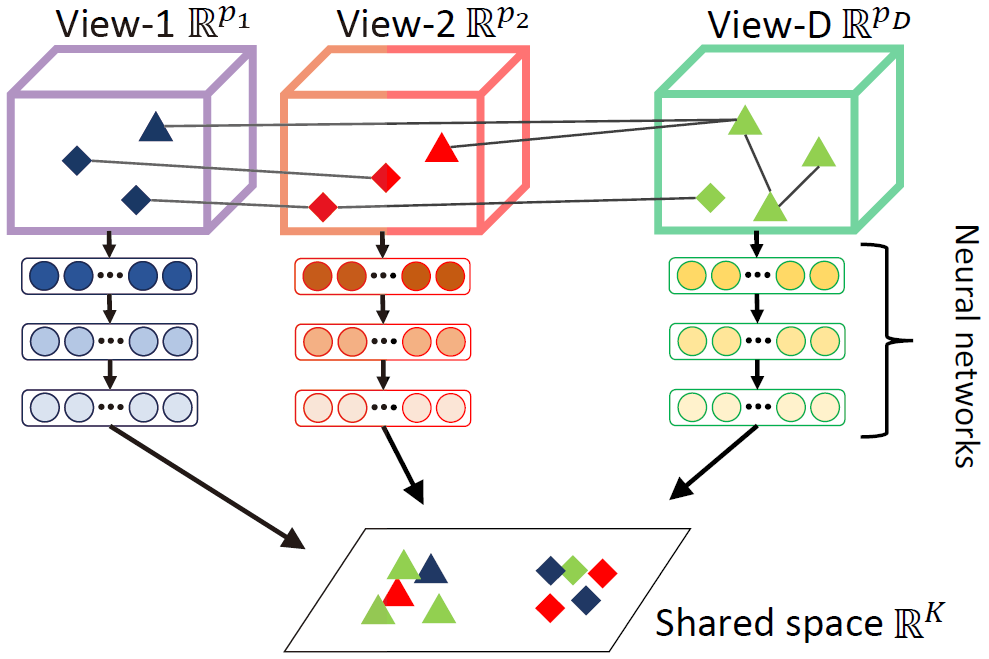 View-1 ℝ^{p_1}
View-2 ℝ^{p_2}
View-D ℝ^{p_D}
Neural networks
Shared space ℝ^K